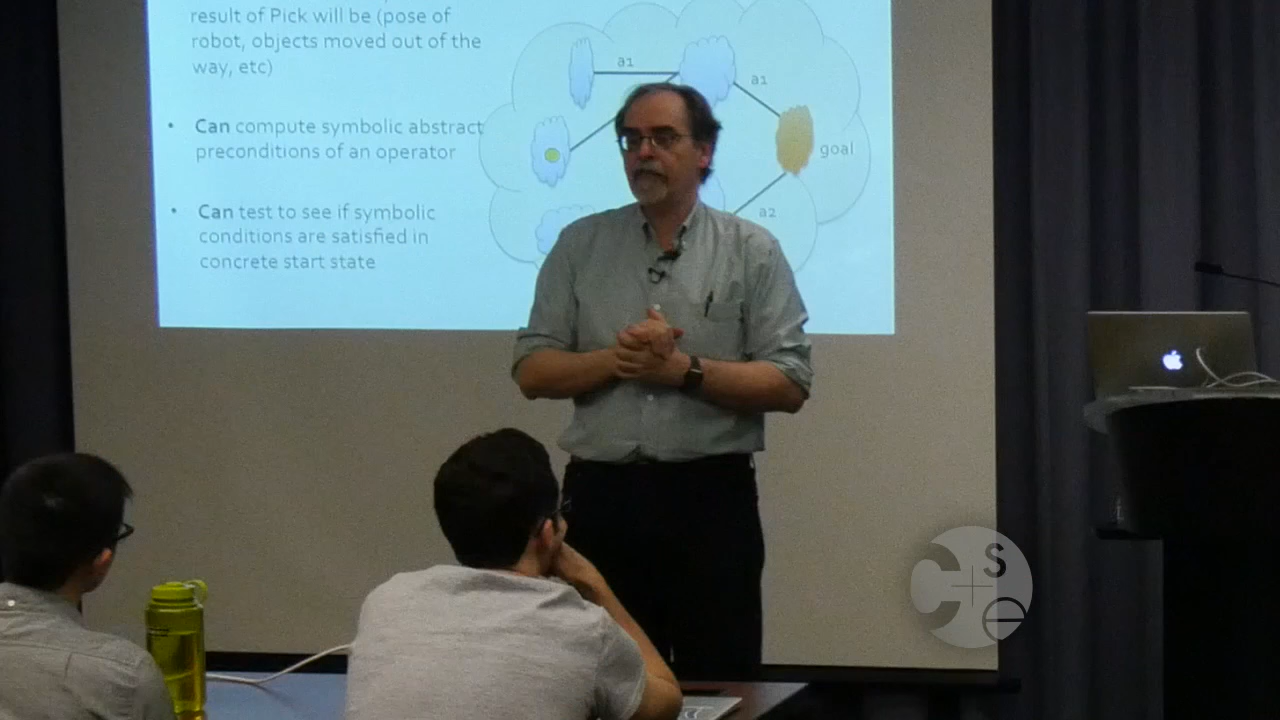 result of Pick will be (pose of
robot, objects moved out of the
way, etc)
• Can compute symbolic abstract
preconditions of an operator
• Can test to see if symbolic
conditions are satisfied in
concrete start state
a1
a1
goal
a2
C
s
e